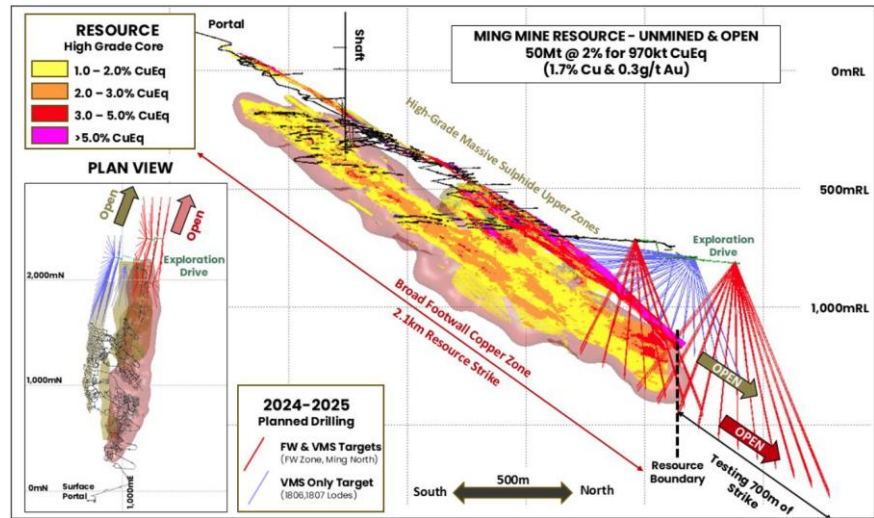 RESOURCE
High Grade Core
1.0 – 2.0% CuEq
2.0 – 3.0% CuEq
3.0 – 5.0% CuEq
>5.0% CuEq
Portal
Shaft
MING MINE RESOURCE - UNMINED & OPEN
50Mt @ 2% for 970kt CuEq
(1.7% Cu & 0.3g/t Au)
0mRL
500mRL
1,000mRL
High-Grade Massive Sulphide Upper Zones
Exploration Drive
Broad Footwall Copper Zone
2.1km Resource Strike
OPEN
OPEN
Resource
Boundary
Testing 700m of
Strike
PLAN VIEW
Open
Open
Exploration
Drive
2,000mN
1,000mN
0mN
Surface
Portal
1,000mE
2024-2025
Planned Drilling
FW & VMS Targets
(FW Zone, Ming North)
VMS Only Target
(1806,1807 Lodes)
500m
South
North